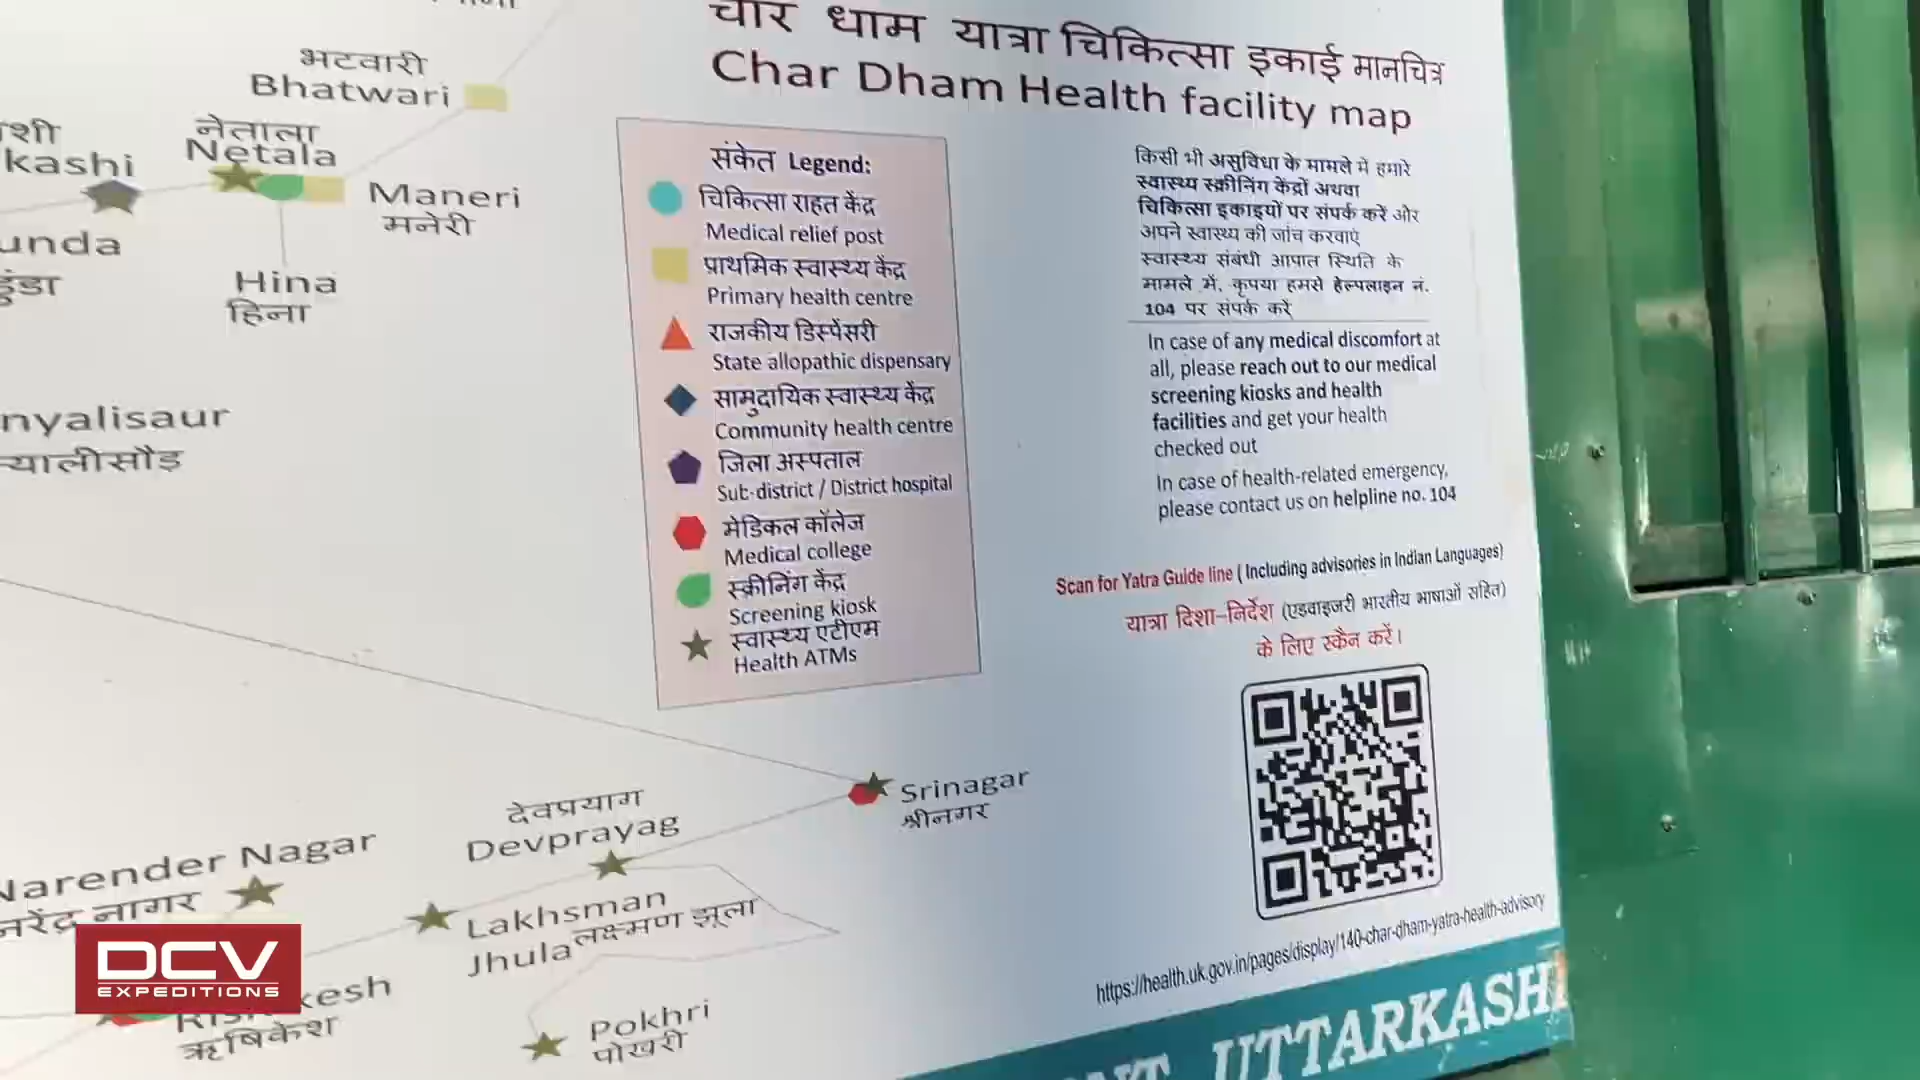 चार धाम यात्रा चिकित्सा इकाई मानचित्र
Char Dham Health facility map
भटवारी
Bhatwari
नेताला
Netala
kashi
Maneri
मनेरी
unda
Hina
हिना
nyalisaur
संकेत Legend:
चिकित्सा राहत केंद्र
Medical relief post
प्राथमिक स्वास्थ्य केंद्र
Primary health centre
राजकीय डिस्पेंसरी
State allopathic dispensary
सामुदायिक स्वास्थ्य केंद्र
Community health centre
जिला अस्पताल
Sub-district / District hospital
मेडिकल कॉलेज
Medical college
स्क्रीनिंग केंद्र
Screening kiosk
स्वास्थ्य एटीएम
Health ATMs
किसी भी असुविधा के मामले में हमारे
स्वास्थ्य स्क्रीनिंग केंद्रों अथवा
चिकित्सा इकाइयों पर संपर्क करें और
अपने स्वास्थ्य की जांच करवाएं
स्वास्थ्य संबंधी आपात स्थिति के
मामले में, कृपया हमसे हेल्पलाइन नं.
104 पर संपर्क करें
In case of any medical discomfort at
all, please reach out to our medical
screening kiosks and health
facilities and get your health
checked out
In case of health-related emergency,
please contact us on helpline no. 104
Scan for Yatra Guide line ( Including advisories in Indian Languages)
यात्रा दिशा-निर्देश (एडवाइजरी भारतीय भाषाओं सहित)
के लिए स्कैन करें।
https://health.uk.gov.in/pages/display/140-char-dham-yatra-health-advisory
UTTARKASHI
Srinagar
श्रीनगर
देवप्रयाग
Devprayag
Narender Nagar
नरेंद्र नागर
Lakhsman
Jhula लक्ष्मण झूला
ऋषिकेश
Pokhri
पोखरी
DCV
EXPEDITIONS